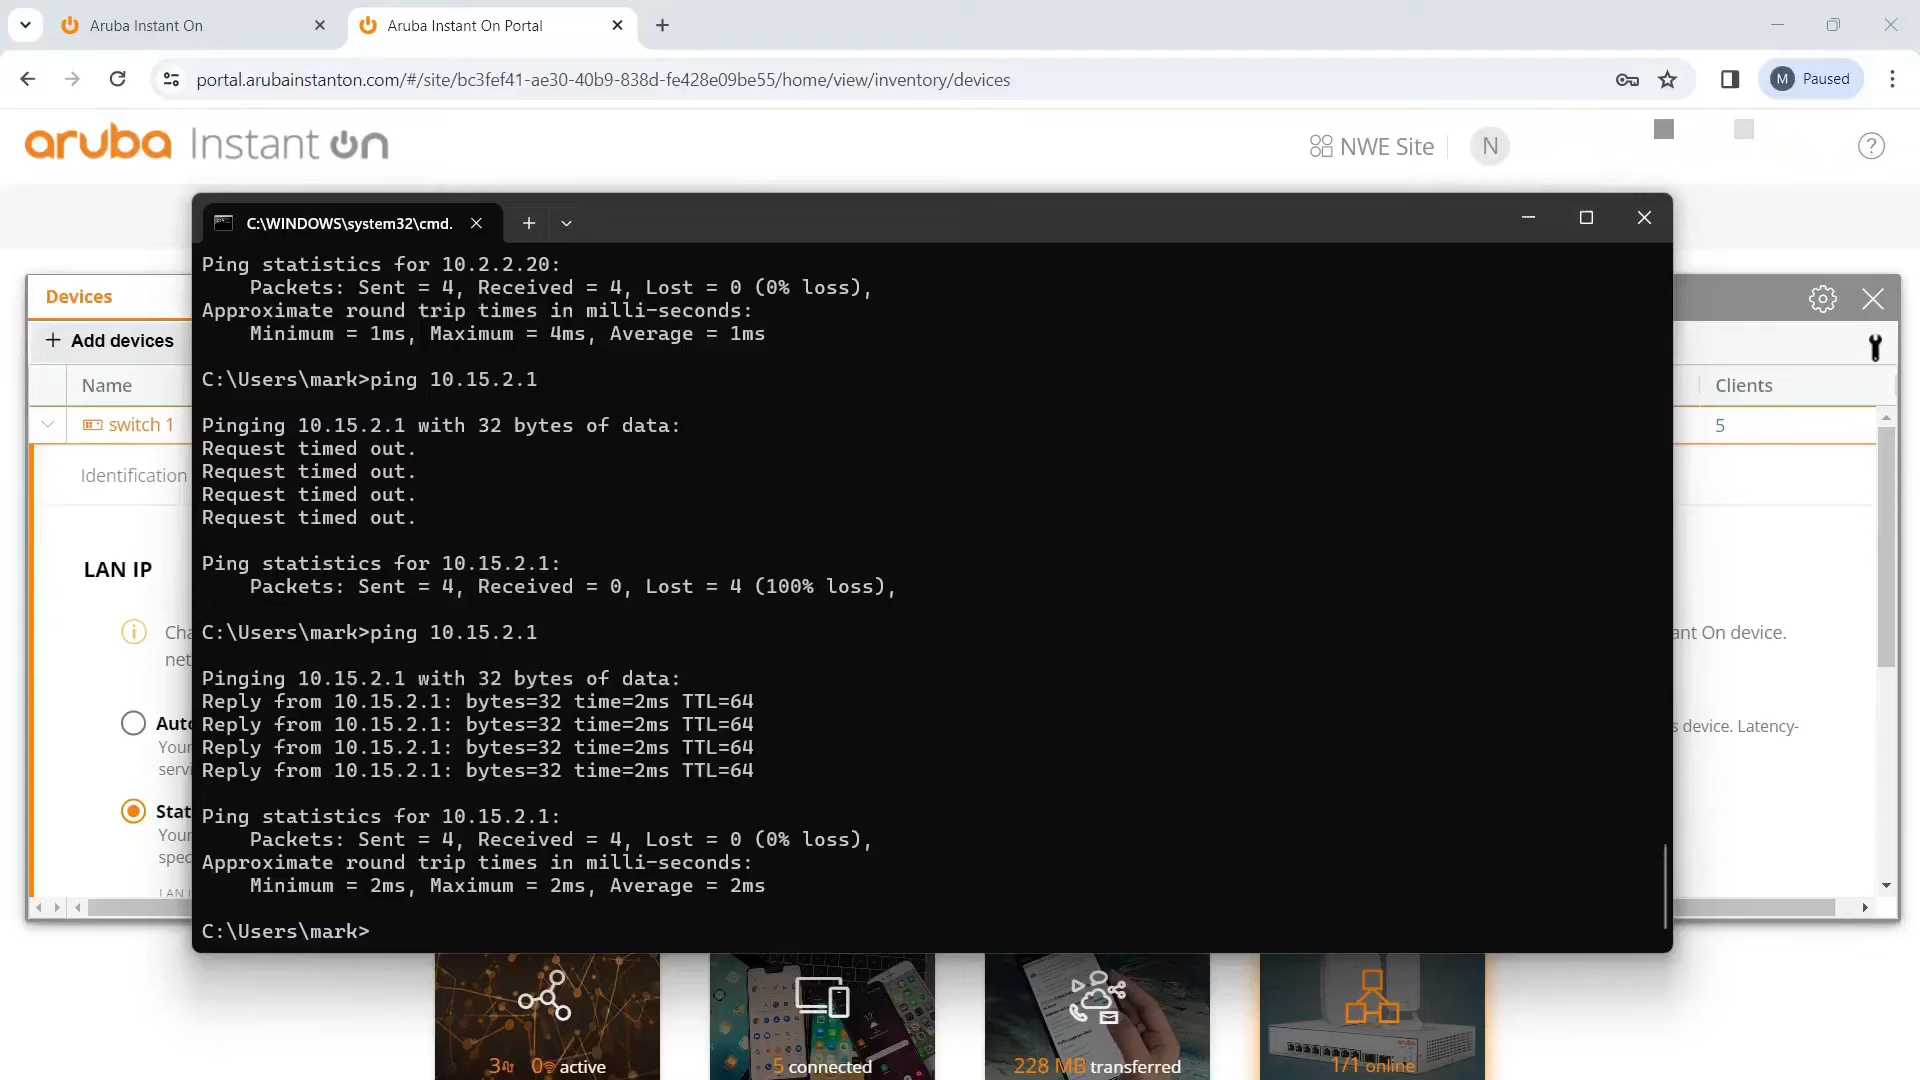 Aruba Instant On
Aruba Instant On Portal
portal.arubainstanton.com/#/site/bc3fef41-ae30-40b9-838d-fe428e09be55/home/view/inventory/devices
M Paused
aruba Instant On
NWE Site
N
?
C:\WINDOWS\system32\cmd.
Ping statistics for 10.2.2.20:
Packets: Sent = 4, Received = 4, Lost = 0 (0% loss),
Approximate round trip times in milli-seconds:
Minimum = 1ms, Maximum = 4ms, Average = 1ms
C:\Users\mark>ping 10.15.2.1
Pinging 10.15.2.1 with 32 bytes of data:
Request timed out.
Request timed out.
Request timed out.
Request timed out.
Ping statistics for 10.15.2.1:
Packets: Sent = 4, Received = 0, Lost = 4 (100% loss),
C:\Users\mark>ping 10.15.2.1
Pinging 10.15.2.1 with 32 bytes of data:
Reply from 10.15.2.1: bytes=32 time=2ms TTL=64
Reply from 10.15.2.1: bytes=32 time=2ms TTL=64
Reply from 10.15.2.1: bytes=32 time=2ms TTL=64
Reply from 10.15.2.1: bytes=32 time=2ms TTL=64
Ping statistics for 10.15.2.1:
Packets: Sent = 4, Received = 4, Lost = 0 (0% loss),
Approximate round trip times in milli-seconds:
Minimum = 2ms, Maximum = 2ms, Average = 2ms
C:\Users\mark>
Devices
Add devices
Name
Clients
switch 1
5
Identification
LAN IP
Cha
ant On device.
net
Auto
Your
s device. Latency-
servi
Stat
Your
spec
LAN I
3 0 active
5 connected
228 MB transferred
1/1 online